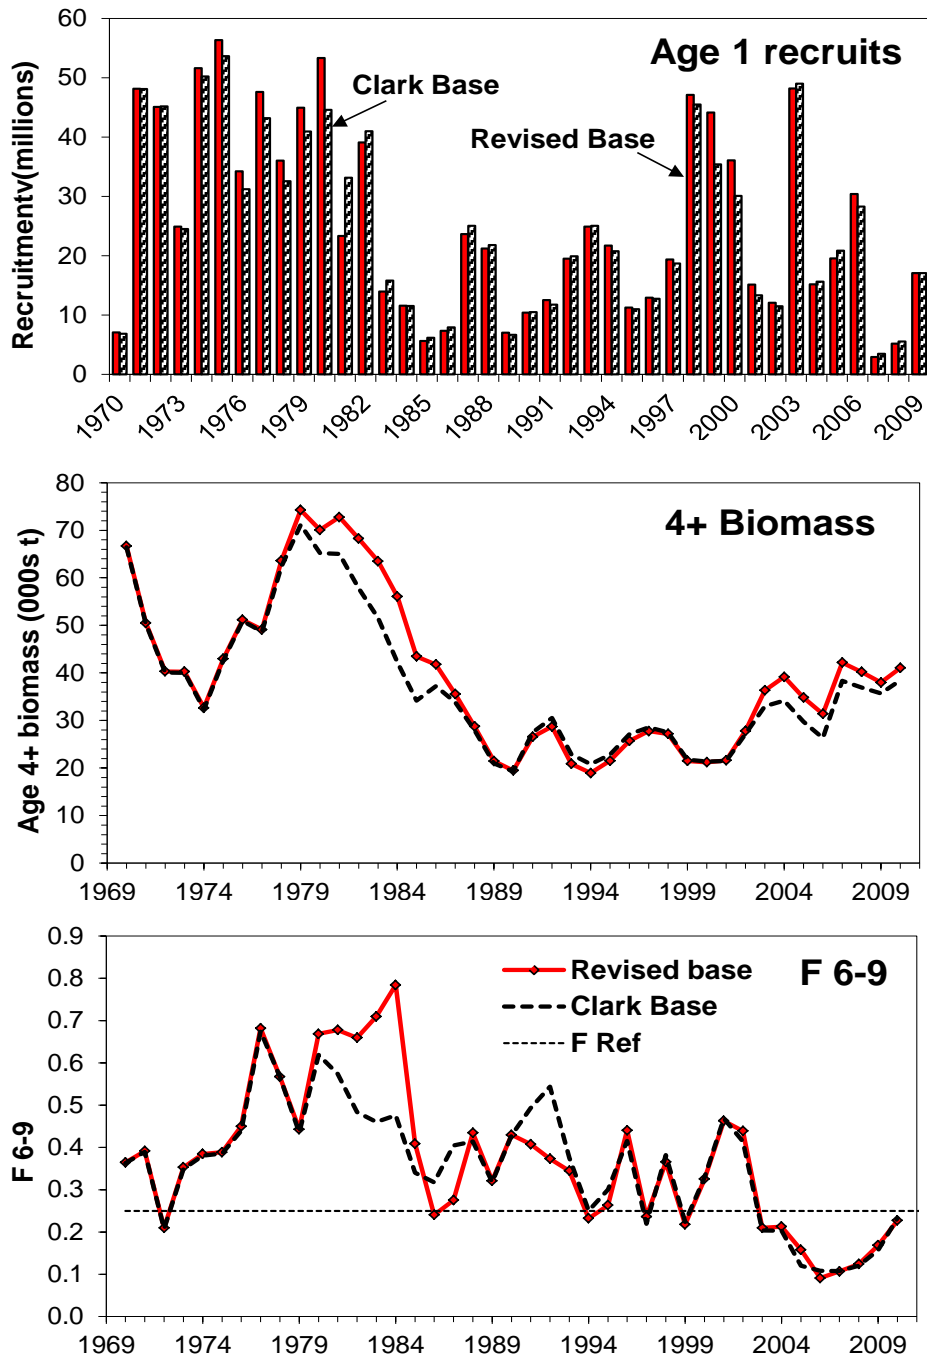 60
50
40
30
20
10
0
Recruitmentv(millions)
Age 1 recruits
Clark Base
Revised Base
1970 1973 1976 1979 1982 1985 1988 1991 1994 1997 2000 2003 2006 2009
80
70
60
50
40
30
20
10
0
Age 4+ biomass (000s t)
4+ Biomass
1969 1974 1979 1984 1989 1994 1999 2004 2009
0.9
0.8
0.7
0.6
0.5
0.4
0.3
0.2
0.1
0.0
F 6-9
Revised base
Clark Base
F Ref
F 6-9
1969 1974 1979 1984 1989 1994 1999 2004 2009